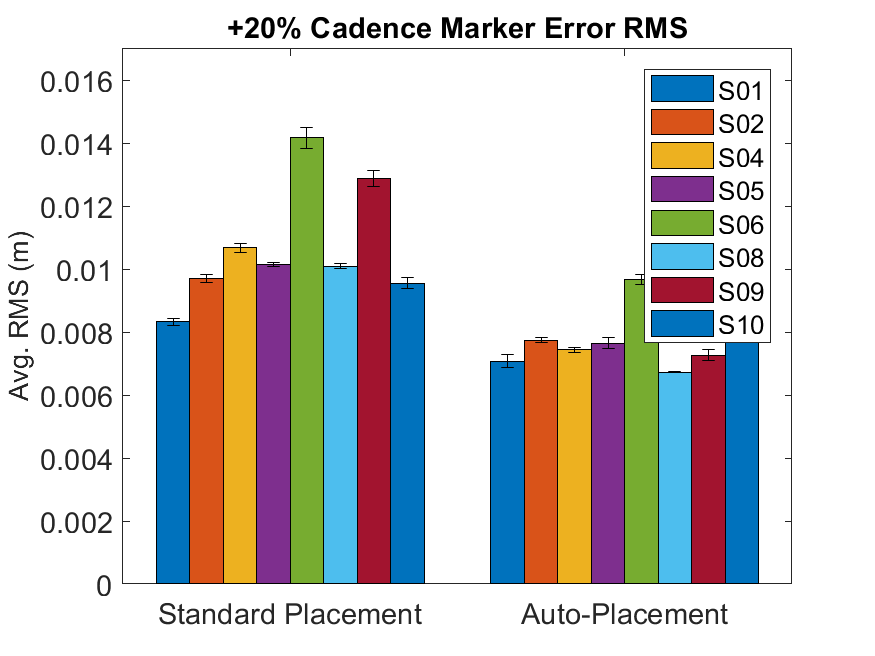 +20% Cadence Marker Error RMS
Avg. RMS (m)
0.016
0.014
0.012
0.01
0.008
0.006
0.004
0.002
0
S01
S02
S04
S05
S06
S08
S09
S10
Standard Placement
Auto-Placement